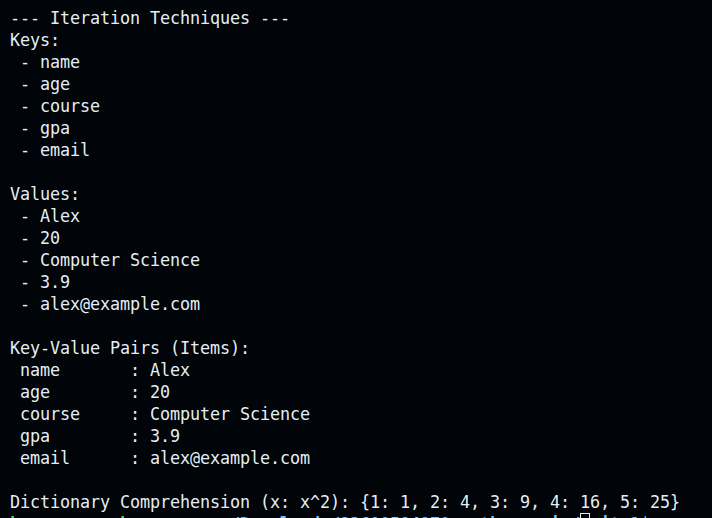 --- Iteration Techniques ---
Keys:
 - name
 - age
 - course
 - gpa
 - email

Values:
 - Alex
 - 20
 - Computer Science
 - 3.9
 - alex@example.com

Key-Value Pairs (Items):
 name       : Alex
 age        : 20
 course     : Computer Science
 gpa        : 3.9
 email      : alex@example.com

Dictionary Comprehension (x: x^2): {1: 1, 2: 4, 3: 9, 4: 16, 5: 25}